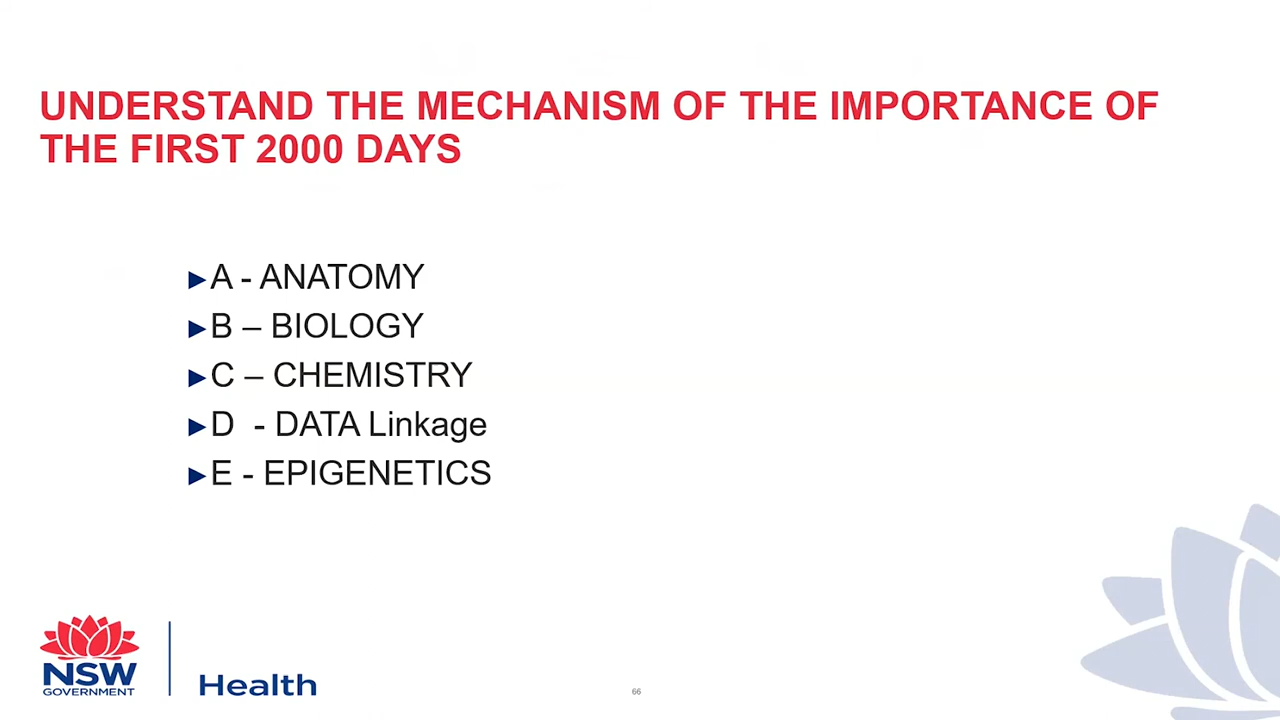 UNDERSTAND THE MECHANISM OF THE IMPORTANCE OF
THE FIRST 2000 DAYS
►A - ANATOMY
►B – BIOLOGY
►C – CHEMISTRY
►D  - DATA Linkage
►E - EPIGENETICS
NSW
GOVERNMENT
Health
66